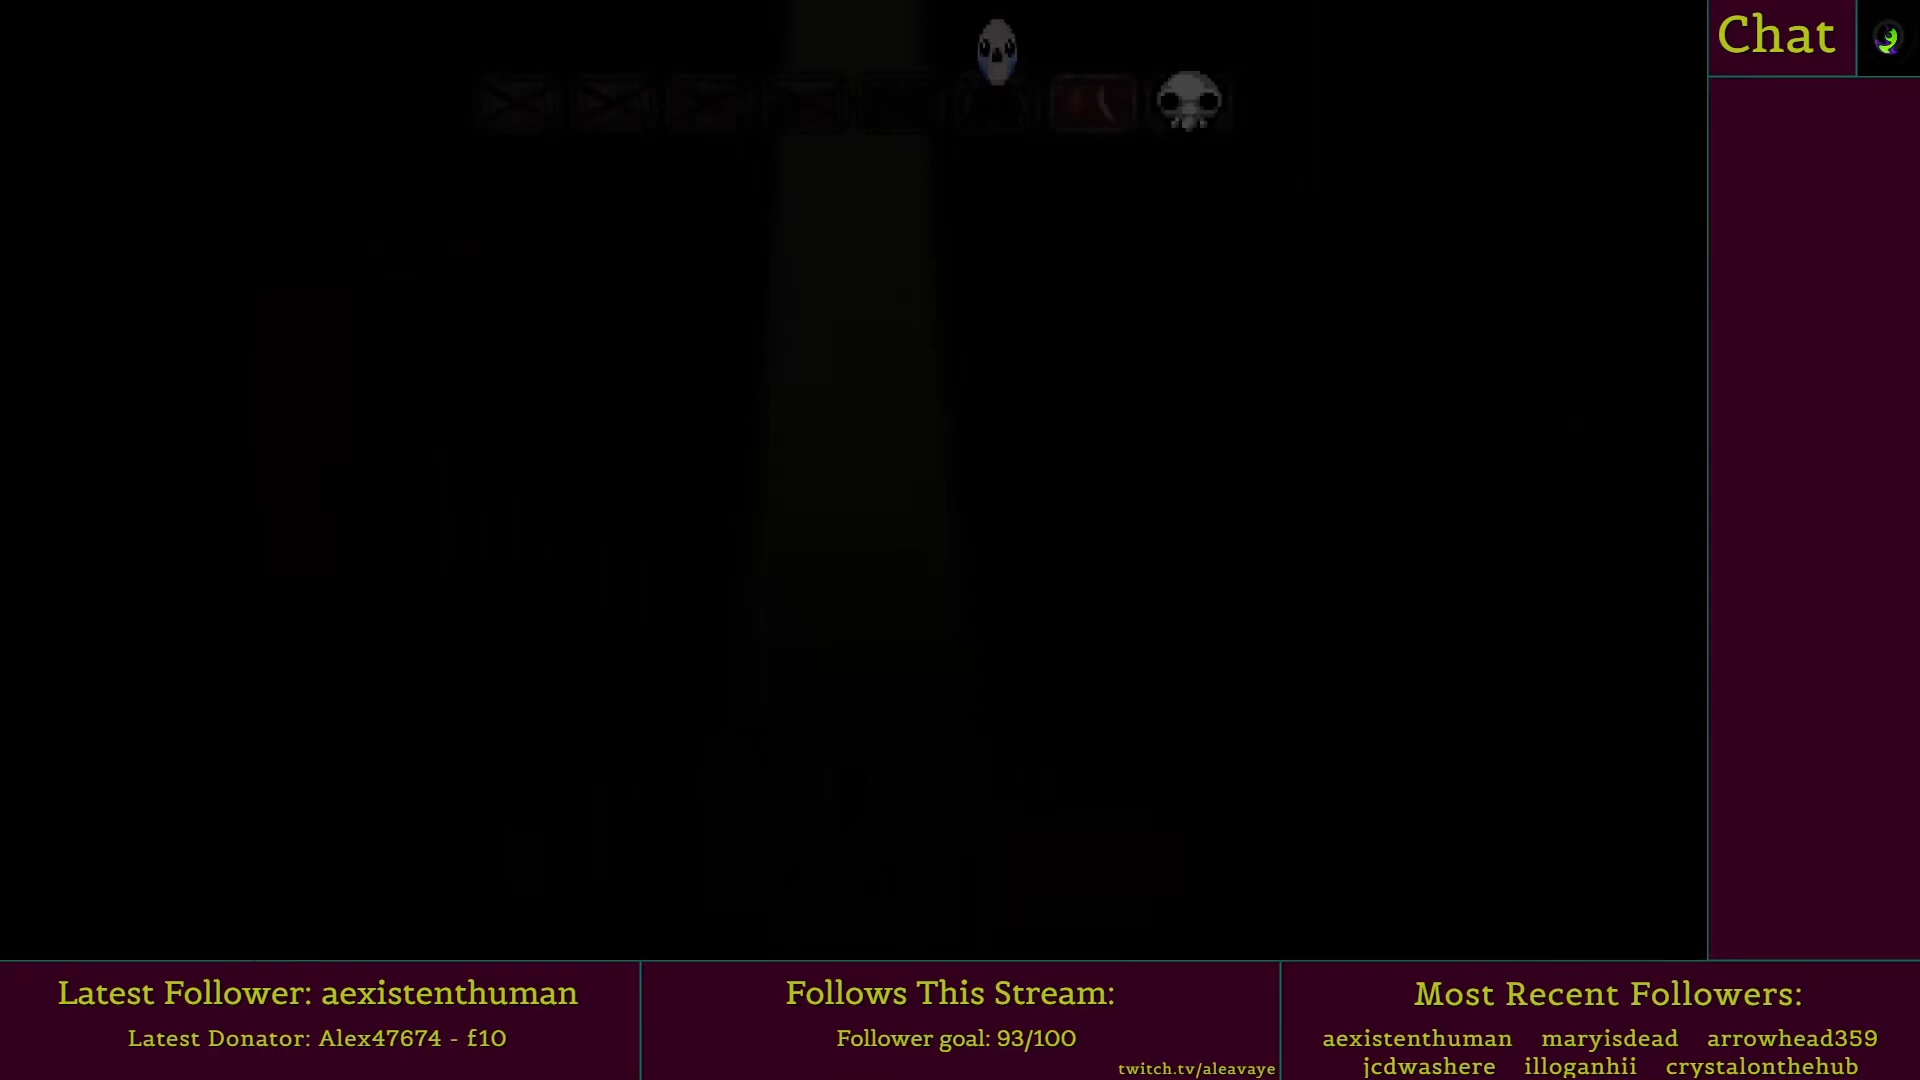 Chat
Latest Follower: aexistenthuman
Latest Donator: Alex47674 - £10
Follows This Stream:
Follower goal: 93/100
twitch.tv/aleavaye
Most Recent Followers:
aexistenthuman maryisdead arrowhead359
jcdwashere illoganhii crystalonthehub